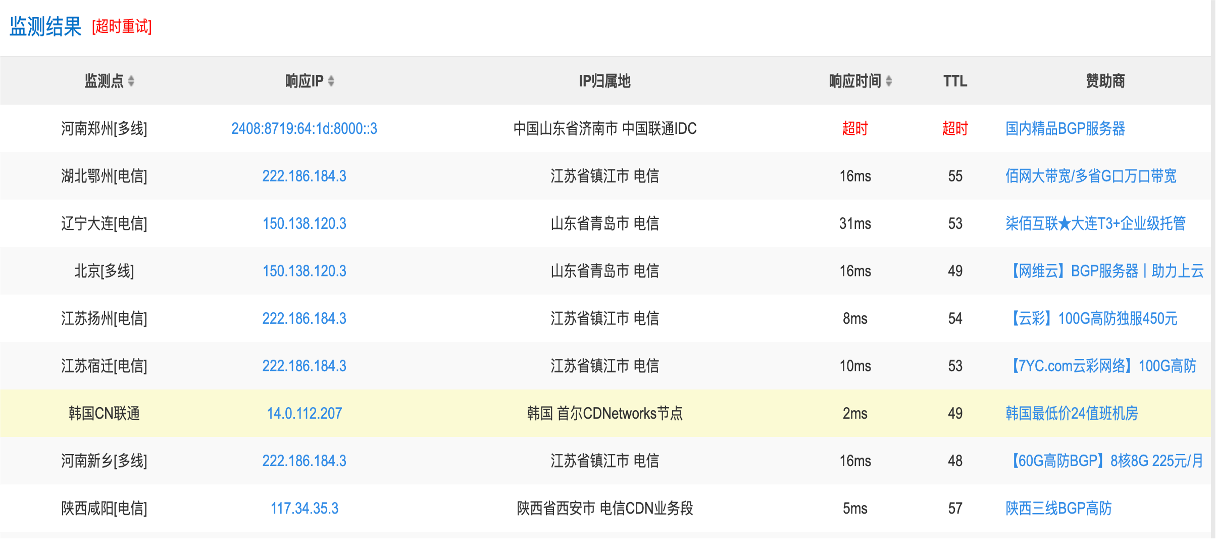 监测结果 [超时重试]
监测点 响应IP IP归属地 响应时间 TTL 赞助商
河南郑州[多线] 2408:8719:64:1d:8000::3 中国山东省济南市 中国联通IDC 超时 超时 国内精品BGP服务器
湖北鄂州[电信] 222.186.184.3 江苏省镇江市 电信 16ms 55 佰网大带宽/多省G口万口带宽
辽宁大连[电信] 150.138.120.3 山东省青岛市 电信 31ms 53 柒佰互联★大连T3+企业级托管
北京[多线] 150.138.120.3 山东省青岛市 电信 16ms 49 【网维云】BGP服务器丨助力上云
江苏扬州[电信] 222.186.184.3 江苏省镇江市 电信 8ms 54 【云彩】100G高防独服450元
江苏宿迁[电信] 222.186.184.3 江苏省镇江市 电信 10ms 53 【7YC.com云彩网络】100G高防
韩国CN联通 14.0.112.207 韩国 首尔CDNetworks节点 2ms 49 韩国最低价24值班机房
河南新乡[多线] 222.186.184.3 江苏省镇江市 电信 16ms 48 【60G高防BGP】8核8G 225元/月
陕西咸阳[电信] 117.34.35.3 陕西省西安市 电信CDN业务段 5ms 57 陕西三线BGP高防